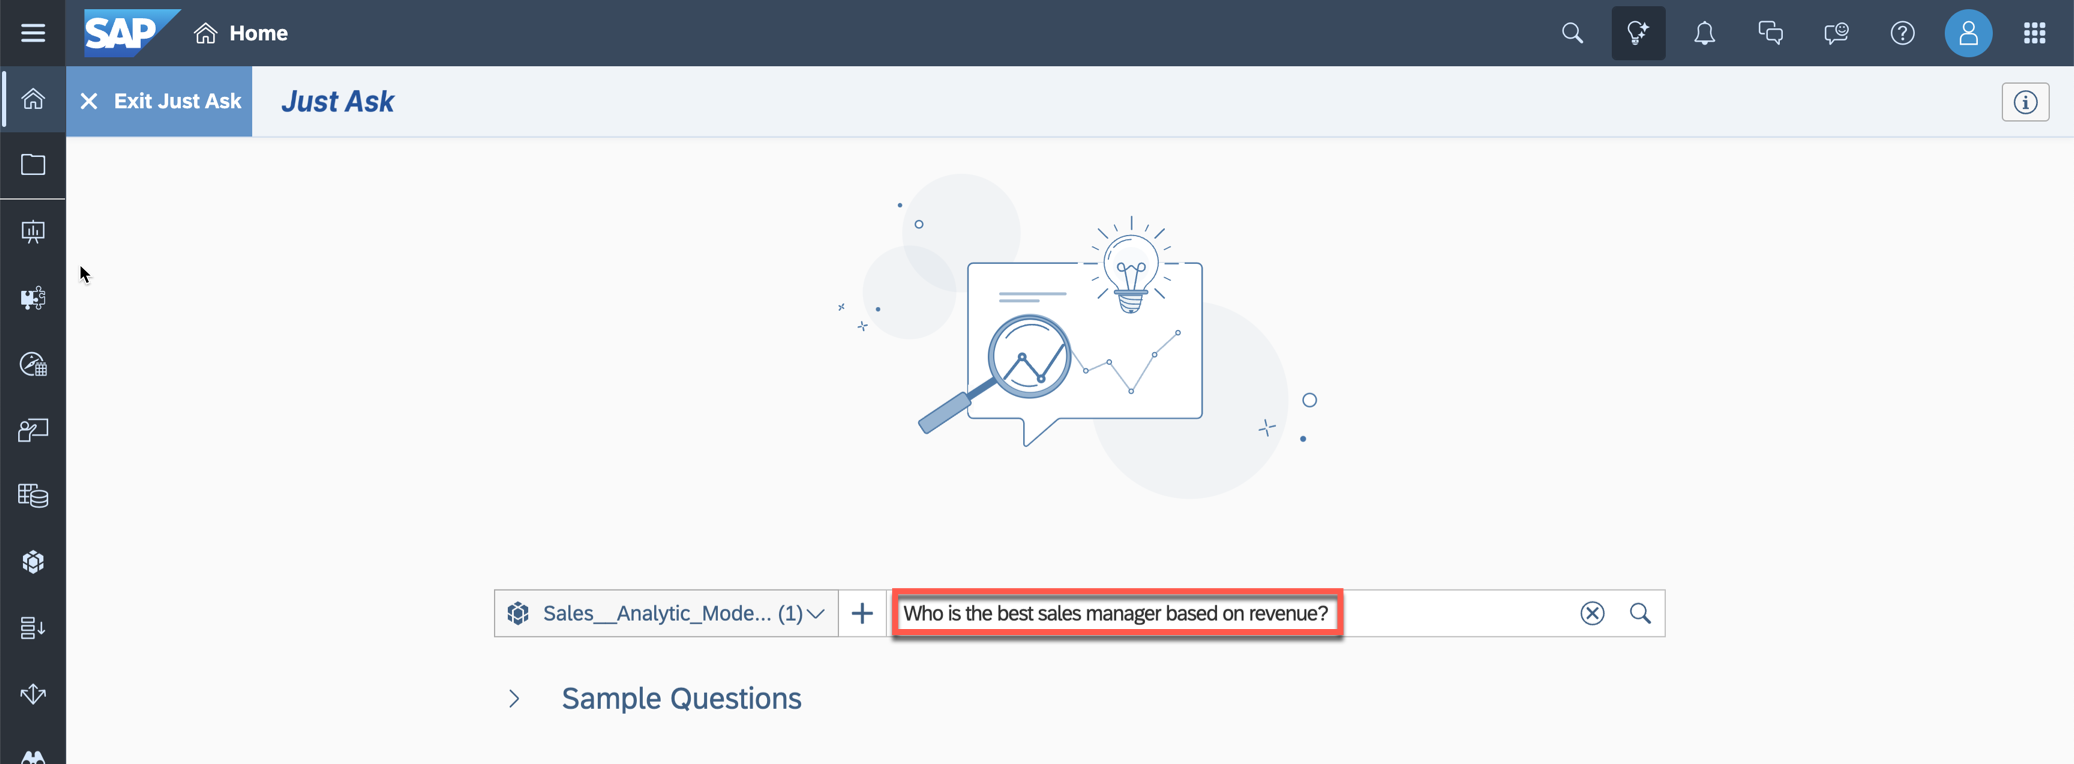 SAP Home
Exit Just Ask Just Ask
Sales__Analytic_Mode... (1) Who is the best sales manager based on revenue?
Sample Questions